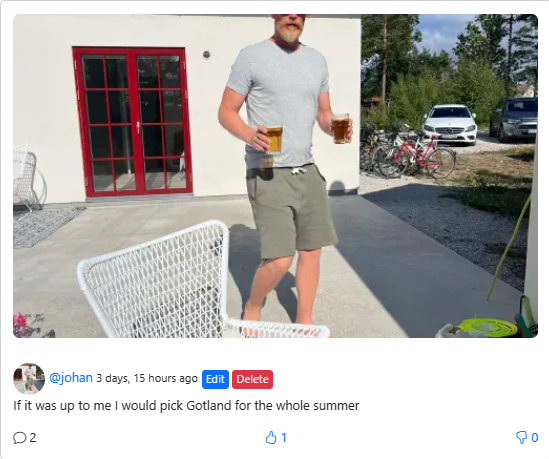 @johan 3 days, 15 hours ago Edit Delete
If it was up to me I would pick Gotland for the whole summer
2 1 0